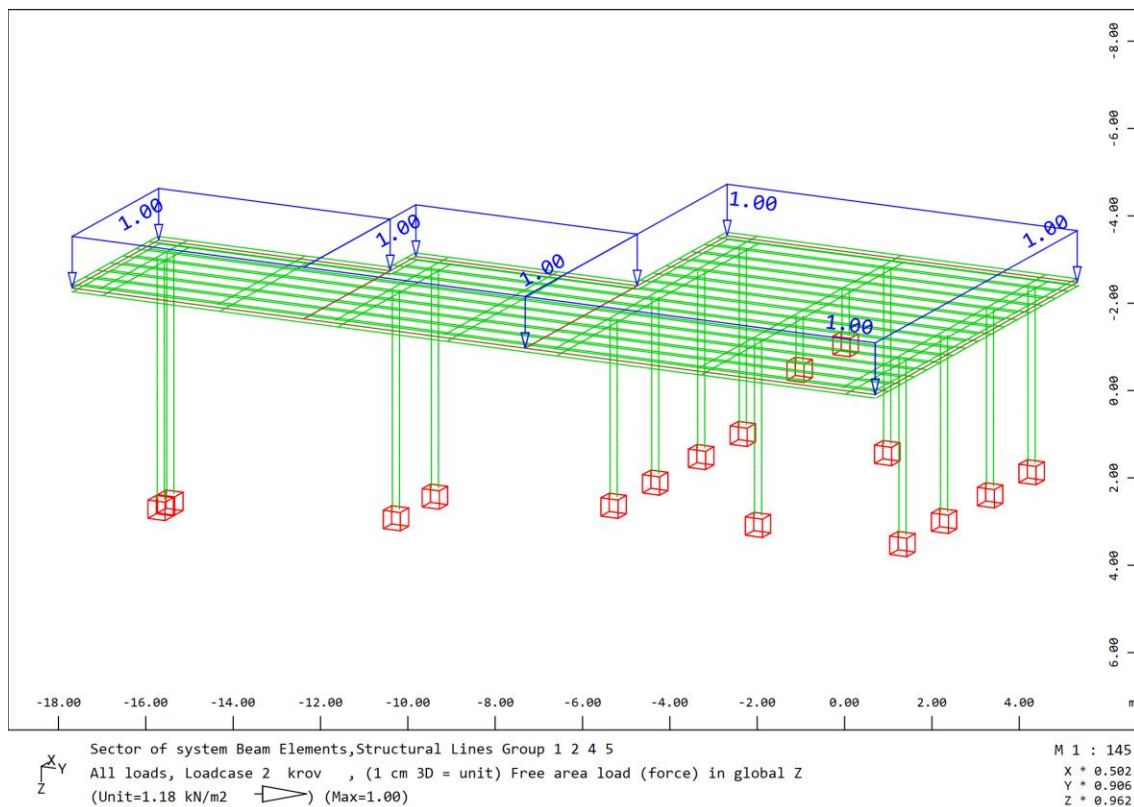 -8.00
-6.00
-4.00
1.00
1.00
1.00
1.00
1.00
-2.00
1.00
0.00
2.00
4.00
6.00
-18.00 -16.00 -14.00 -12.00 -10.00 -8.00 -6.00 -4.00 -2.00 0.00 2.00 4.00 m
X Y Z
Sector of system Beam Elements,Structural Lines Group 1 2 4 5
All loads, Loadcase 2 krov , (1 cm 3D = unit) Free area load (force) in global Z
(Unit=1.18 kN/m2 ) (Max=1.00)
M 1 : 145
X * 0.502
Y * 0.906
Z * 0.962